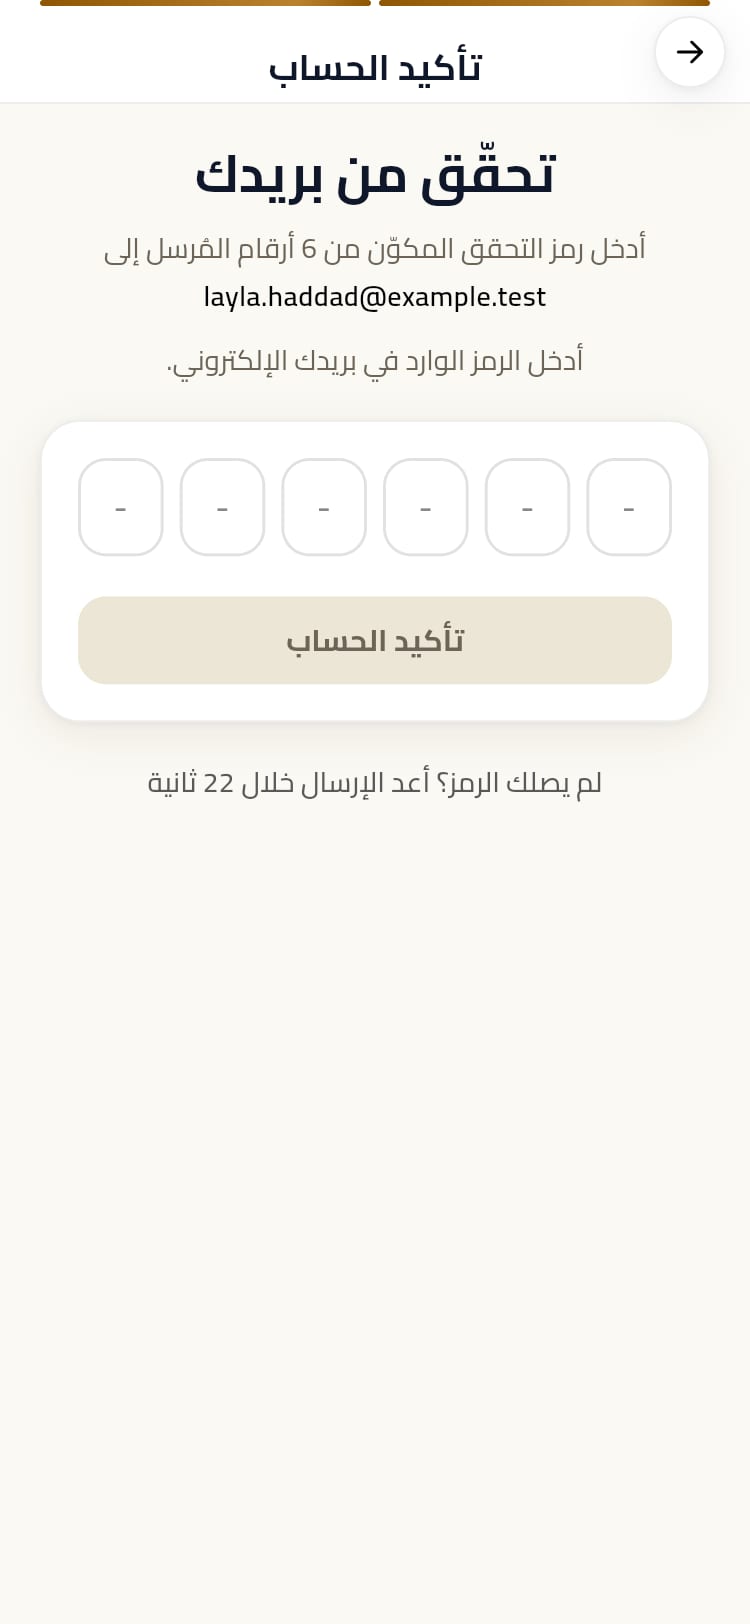 تأكيد الحساب
تحقّق من بريدك
أدخل رمز التحقق المكوّن من 6 أرقام المُرسل إلى
layla.haddad@example.test
أدخل الرمز الوارد في بريدك الإلكتروني.
- - - - - -
تأكيد الحساب
لم يصلك الرمز؟ أعد الإرسال خلال 22 ثانية